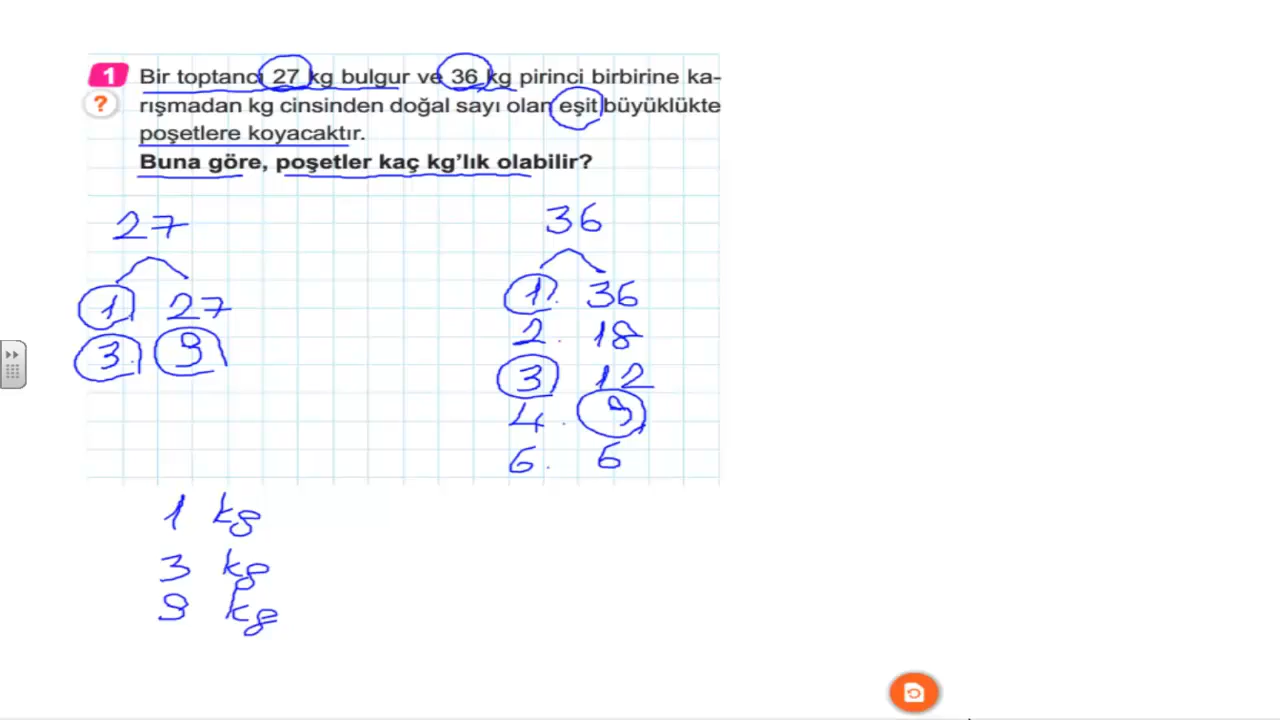 1 Bir toptancı 27 kg bulgur ve 36 kg pirinci birbirine ka-
? rışmadan kg cinsinden doğal sayı olan eşit büyüklükte
poşetlere koyacaktır.
Buna göre, poşetler kaç kg'lık olabilir?
27
1 27
3. 9
36
1. 36
2. 18
3 12
4. 9
6. 6
1 kg
3 kg
9 kg